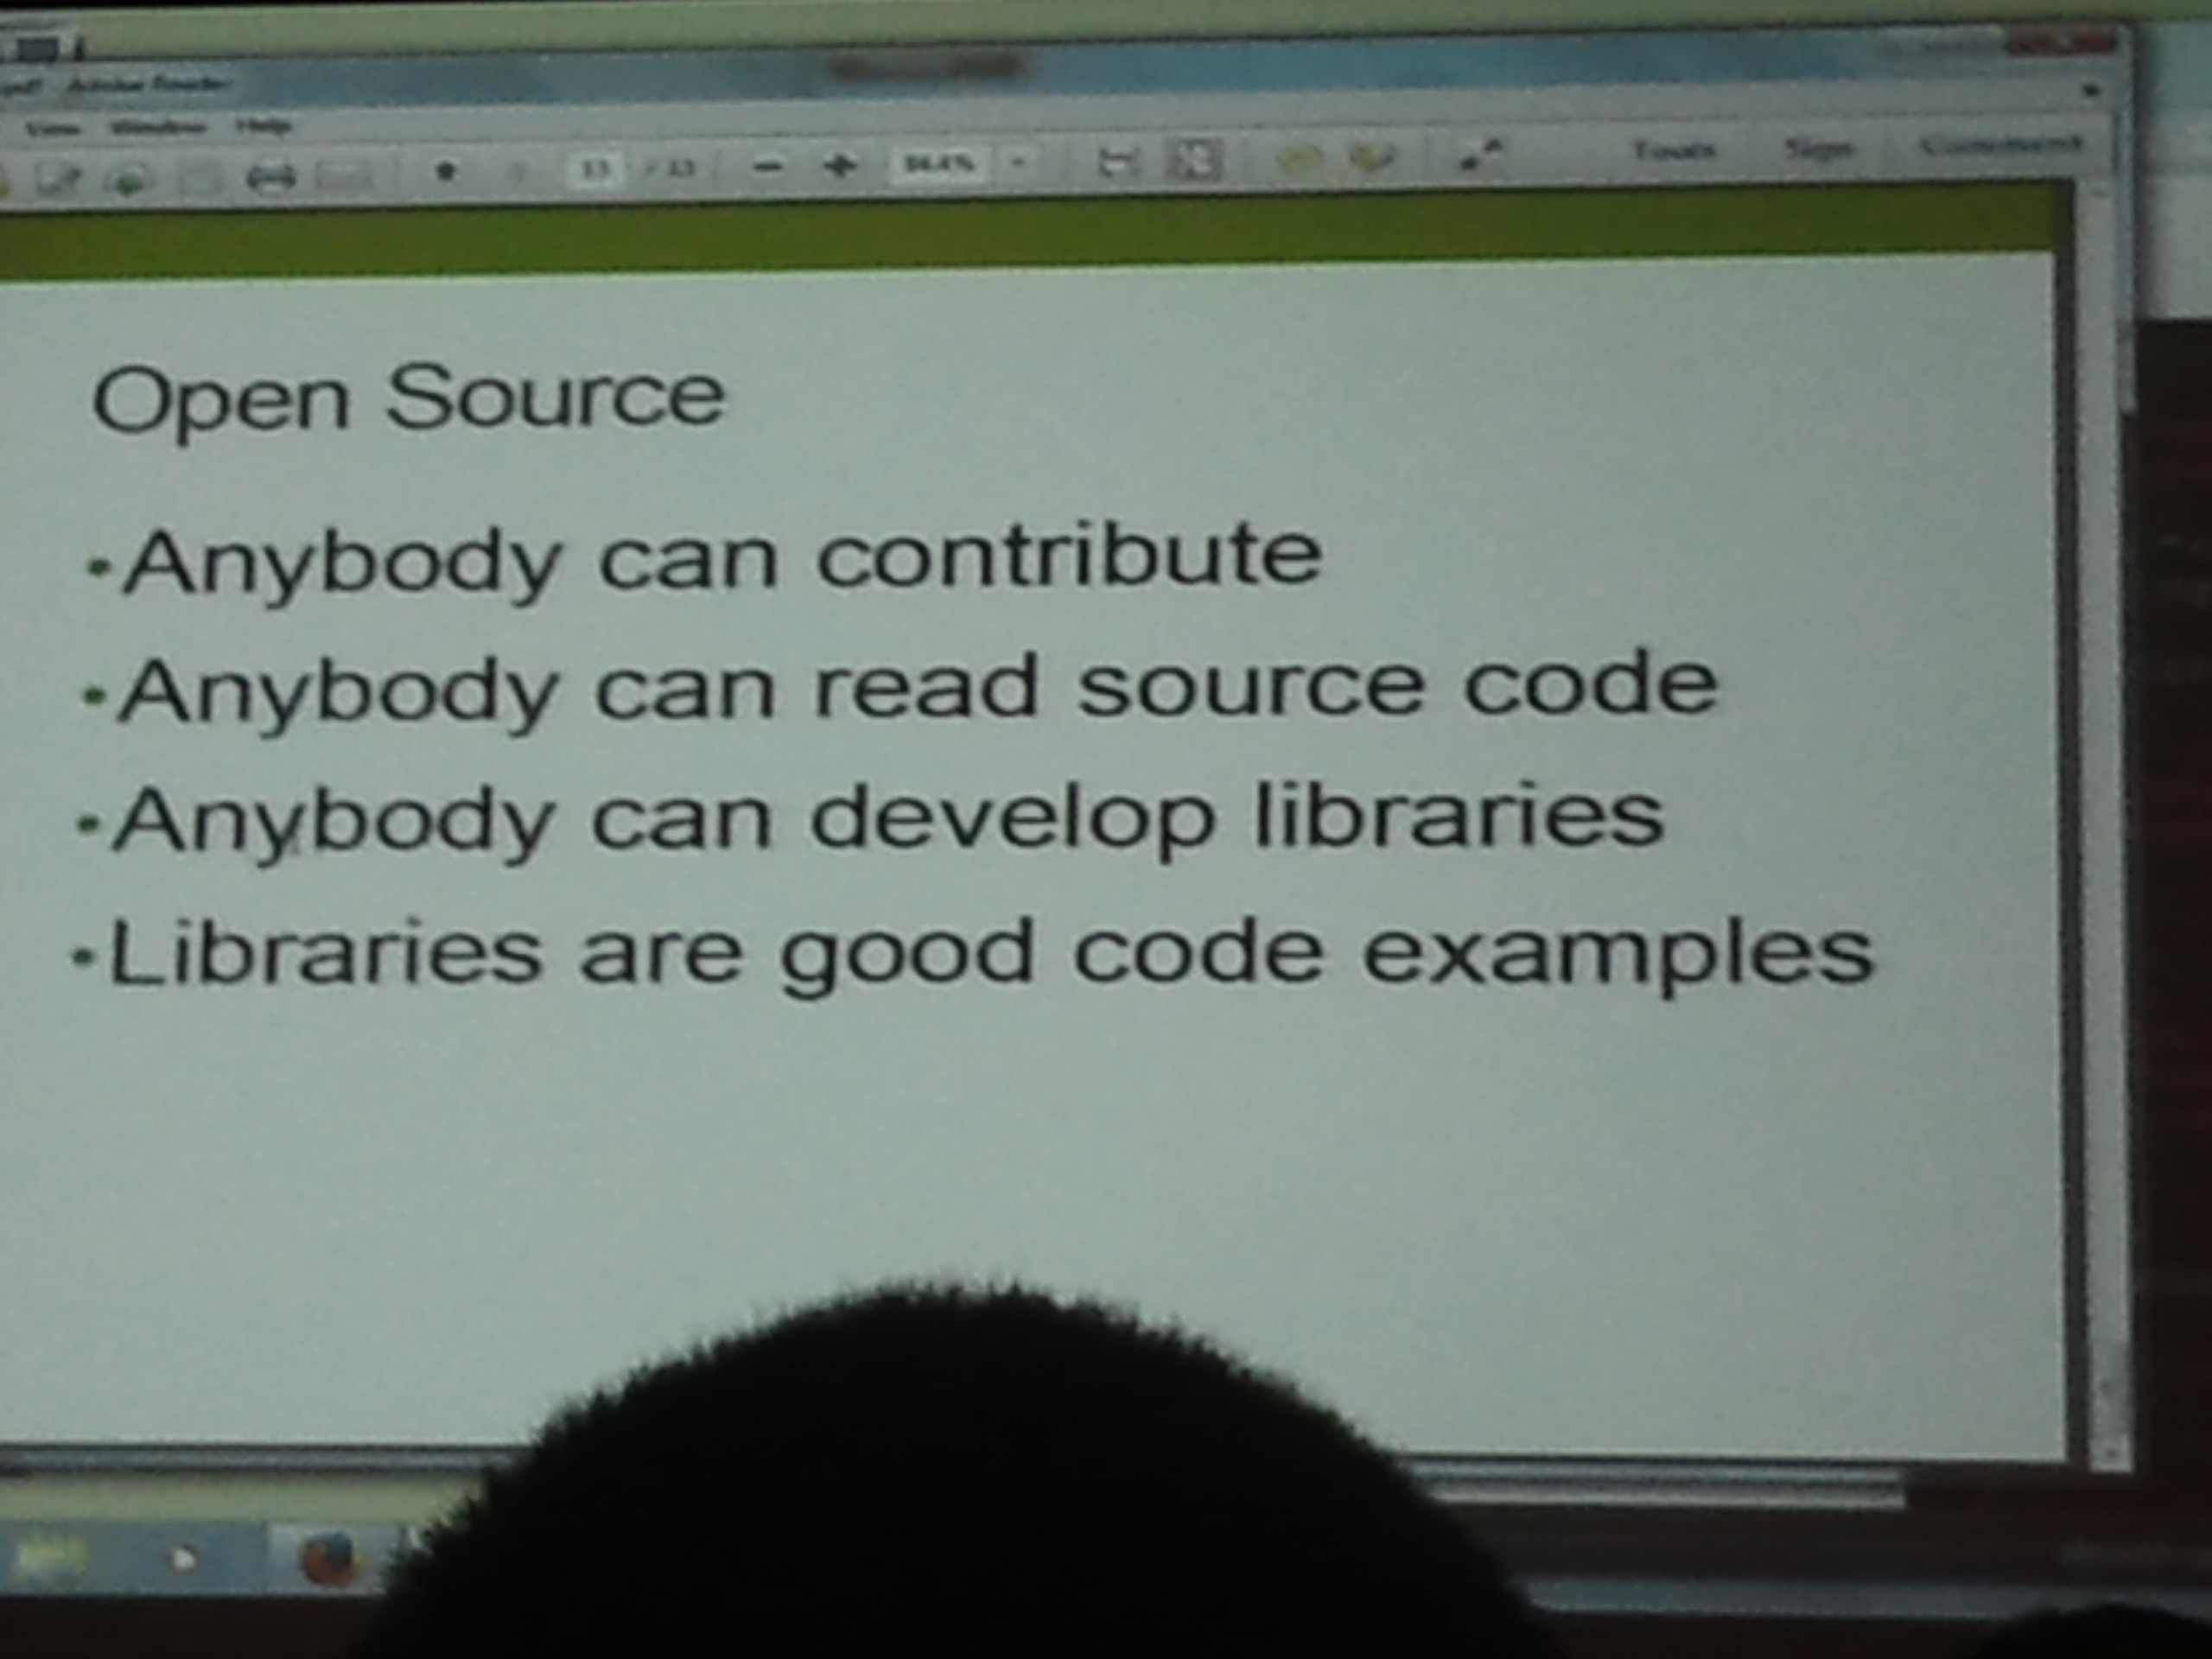 Adobe Reader
View Window Help
13 / 13 84.4% Tools Sign Comment
Open Source
•Anybody can contribute
•Anybody can read source code
•Anybody can develop libraries
•Libraries are good code examples